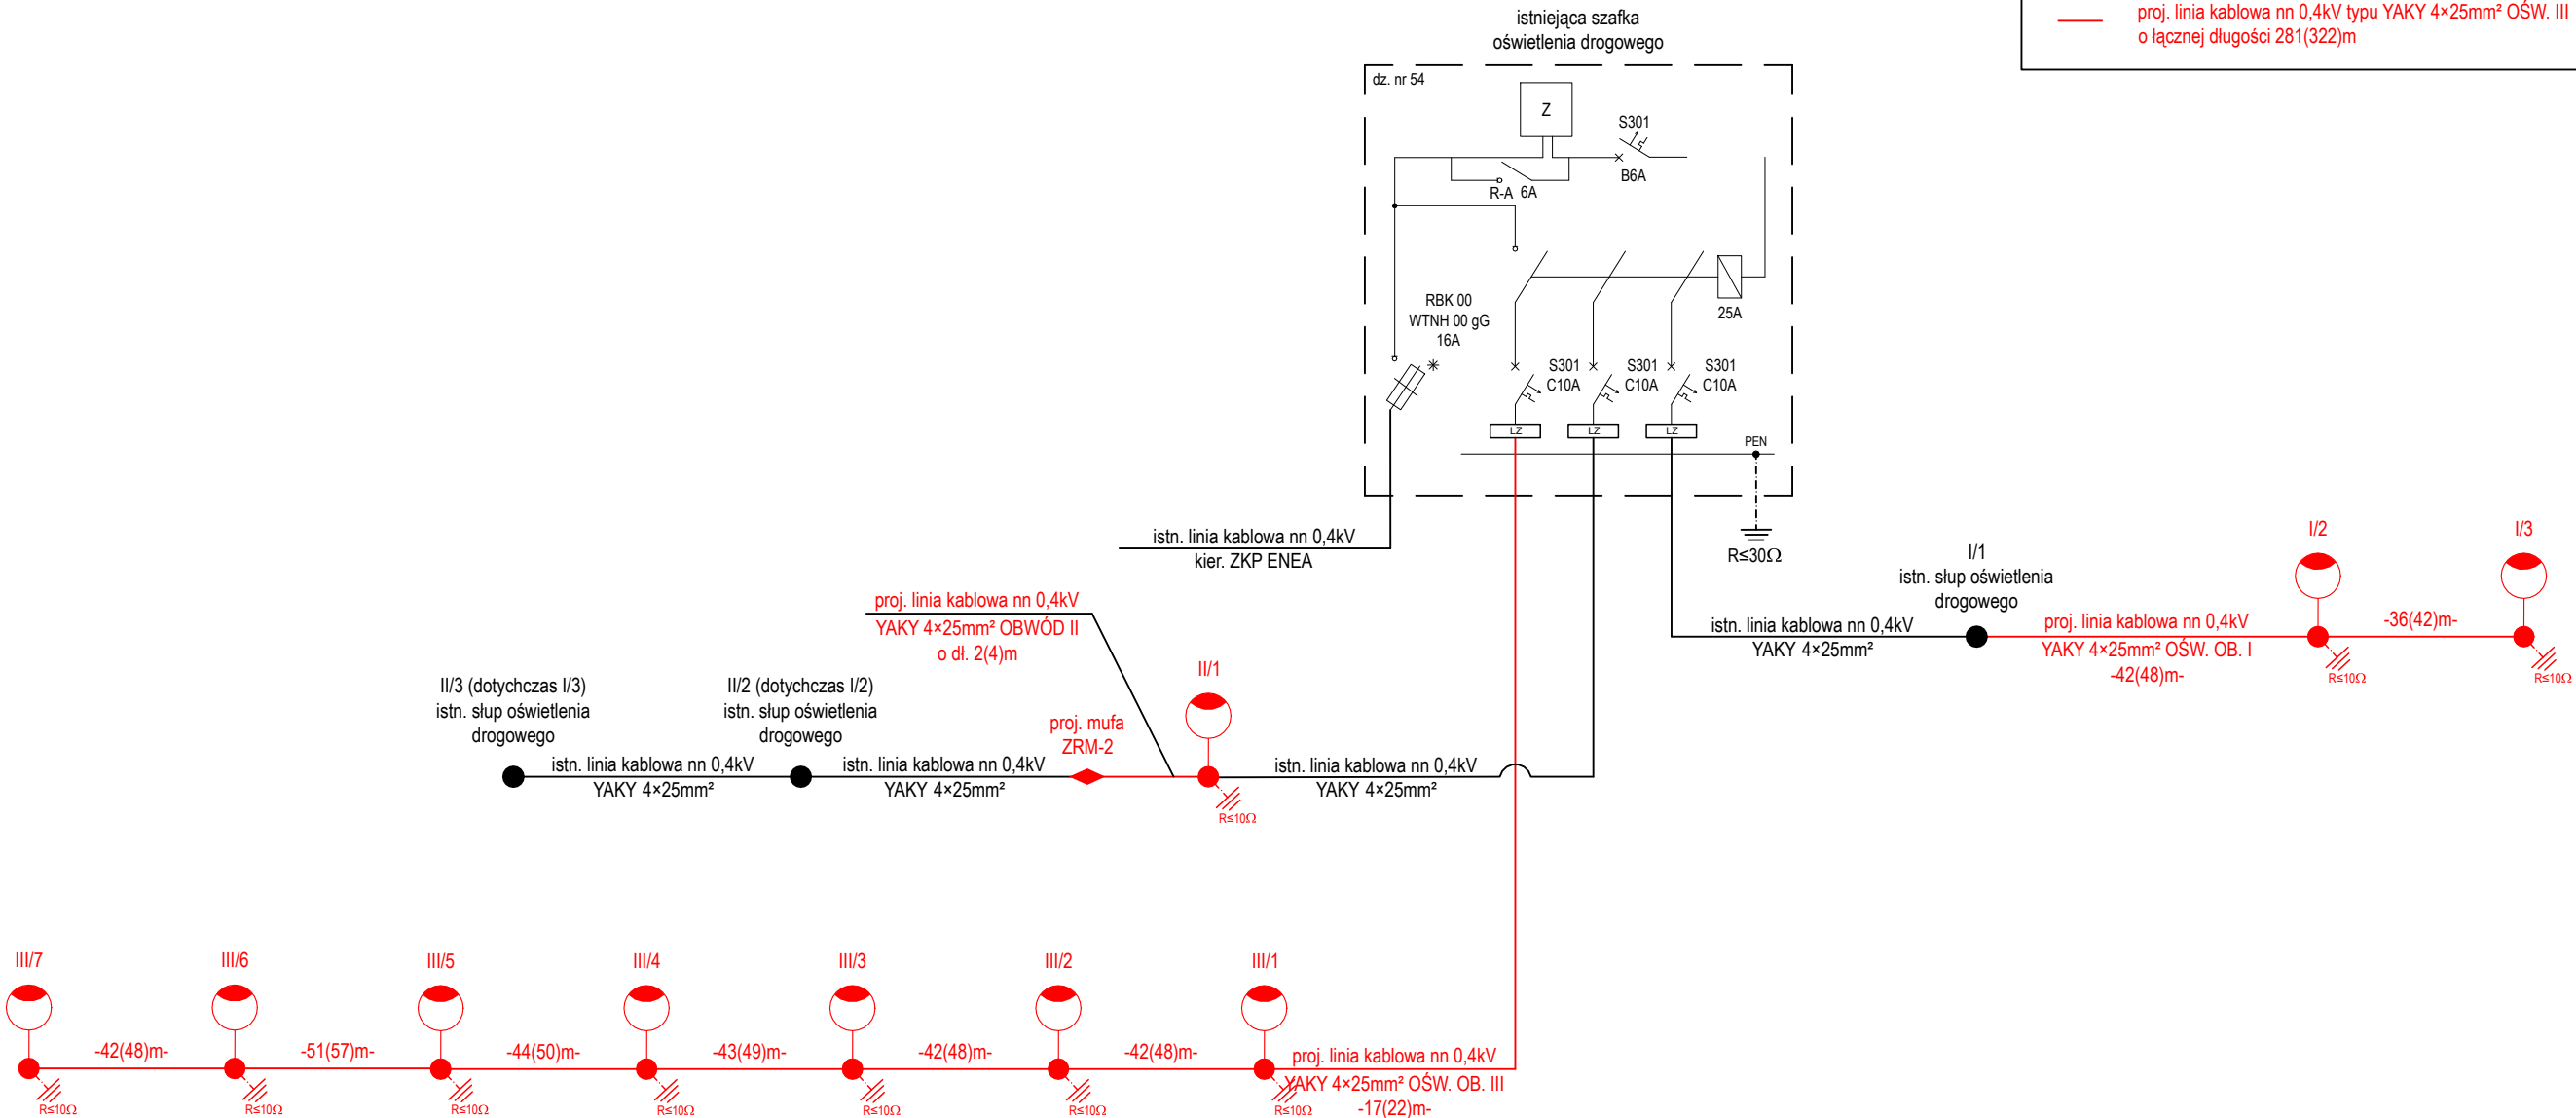 proj. linia kablowa nn 0,4kV typu YAKY 4×25mm² OŚW. III
o łącznej długości 281(322)m
istniejąca szafka
oświetlenia drogowego
dz. nr 54
Z
S301
B6A
R-A 6A
RBK 00
WTNH 00 gG
16A
25A
S301
C10A
S301
C10A
S301
C10A
LZ
LZ
LZ
PEN
R≤30Ω
istn. linia kablowa nn 0,4kV
kier. ZKP ENEA
I/1
istn. słup oświetlenia
drogowego
I/2
I/3
istn. linia kablowa nn 0,4kV
YAKY 4×25mm²
proj. linia kablowa nn 0,4kV
YAKY 4×25mm² OŚW. OB. I
-42(48)m-
-36(42)m-
R≤10Ω
R≤10Ω
proj. linia kablowa nn 0,4kV
YAKY 4×25mm² OBWÓD II
o dł. 2(4)m
II/3 (dotychczas I/3)
istn. słup oświetlenia
drogowego
II/2 (dotychczas I/2)
istn. słup oświetlenia
drogowego
proj. mufa
ZRM-2
II/1
istn. linia kablowa nn 0,4kV
YAKY 4×25mm²
istn. linia kablowa nn 0,4kV
YAKY 4×25mm²
istn. linia kablowa nn 0,4kV
YAKY 4×25mm²
R≤10Ω
III/7
III/6
III/5
III/4
III/3
III/2
III/1
-42(48)m-
-51(57)m-
-44(50)m-
-43(49)m-
-42(48)m-
-42(48)m-
proj. linia kablowa nn 0,4kV
YAKY 4×25mm² OŚW. OB. III
-17(22)m-
R≤10Ω
R≤10Ω
R≤10Ω
R≤10Ω
R≤10Ω
R≤10Ω
R≤10Ω